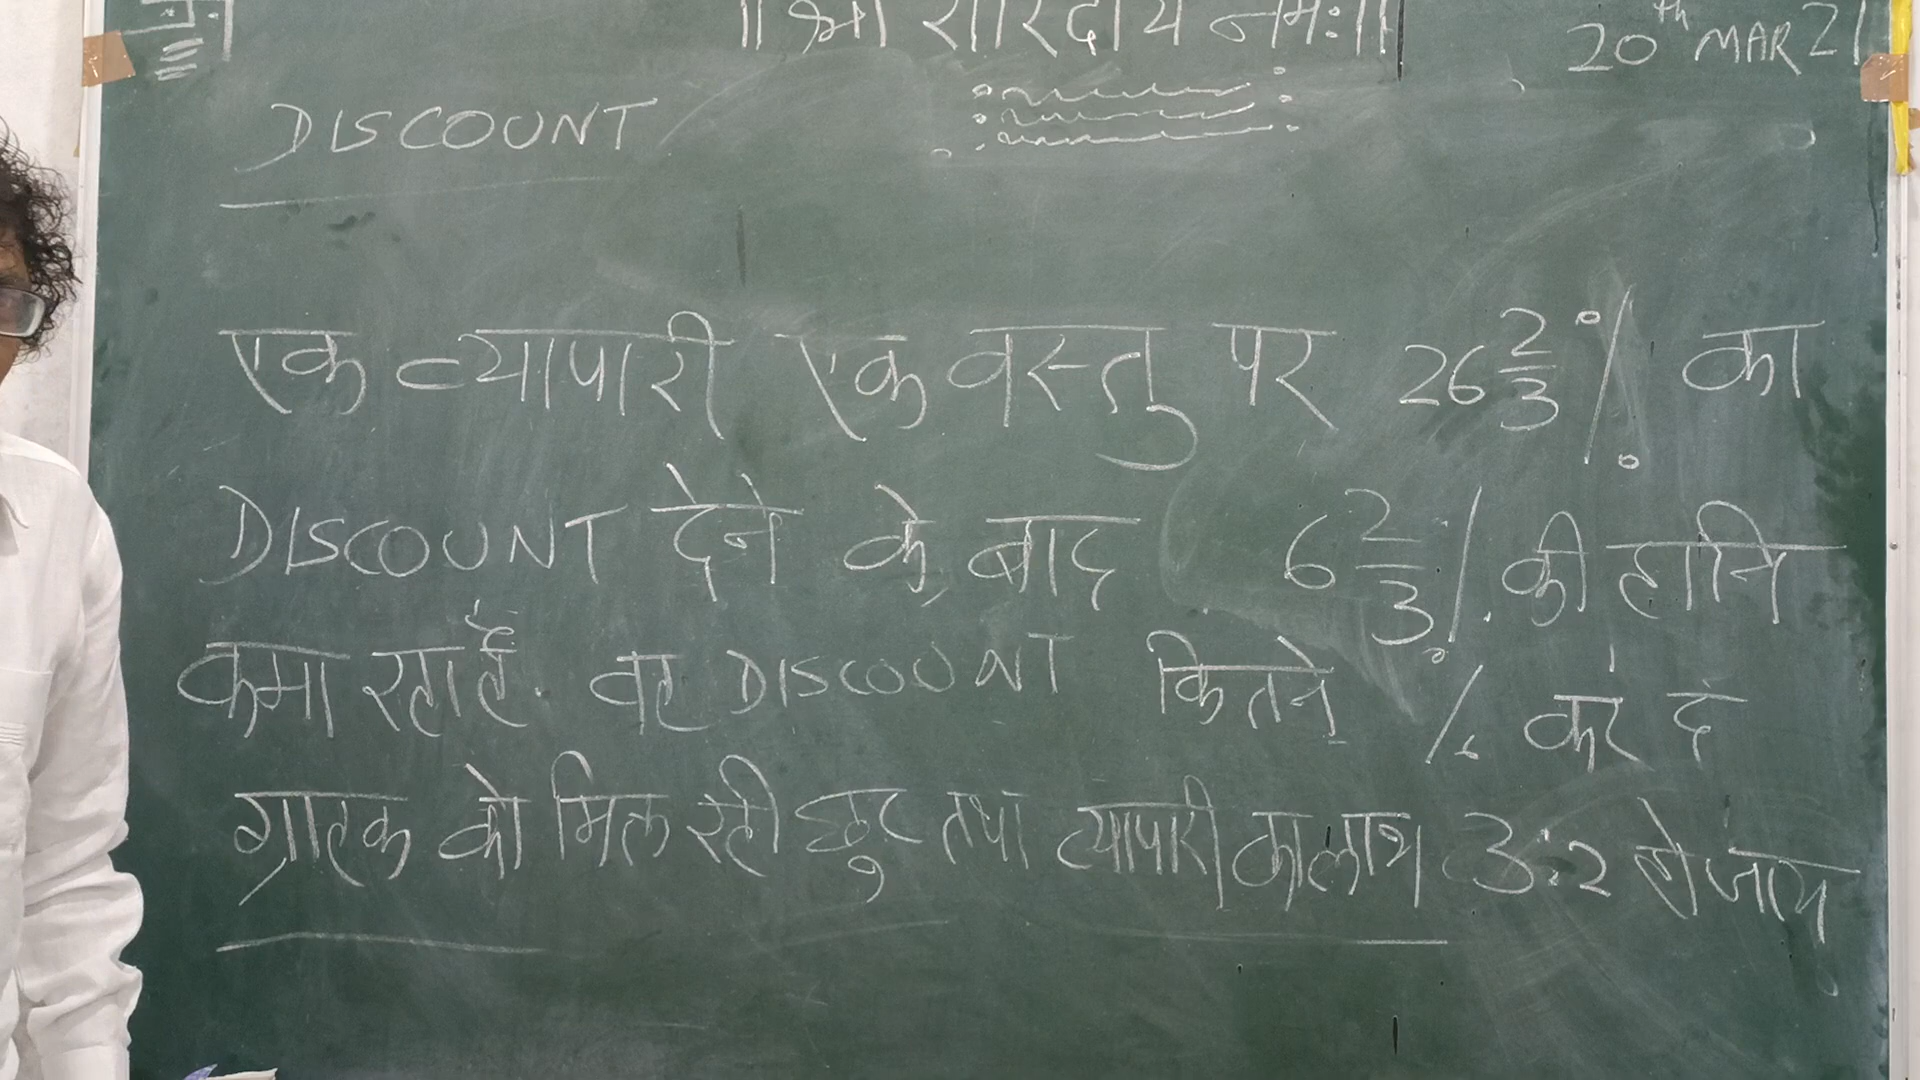 ॥ श्री शारदाय नमः॥
20th MAR 21
DISCOUNT
एक व्यापारी एक वस्तु पर 26 2/3 % का
DISCOUNT देने के बाद 6 2/3 % की हानि
कमा रहा है. वह DISCOUNT कितने % कर दे
ग्राहक को मिल रही छूट तथा व्यापारी का लाभ 3:2 हो जाय